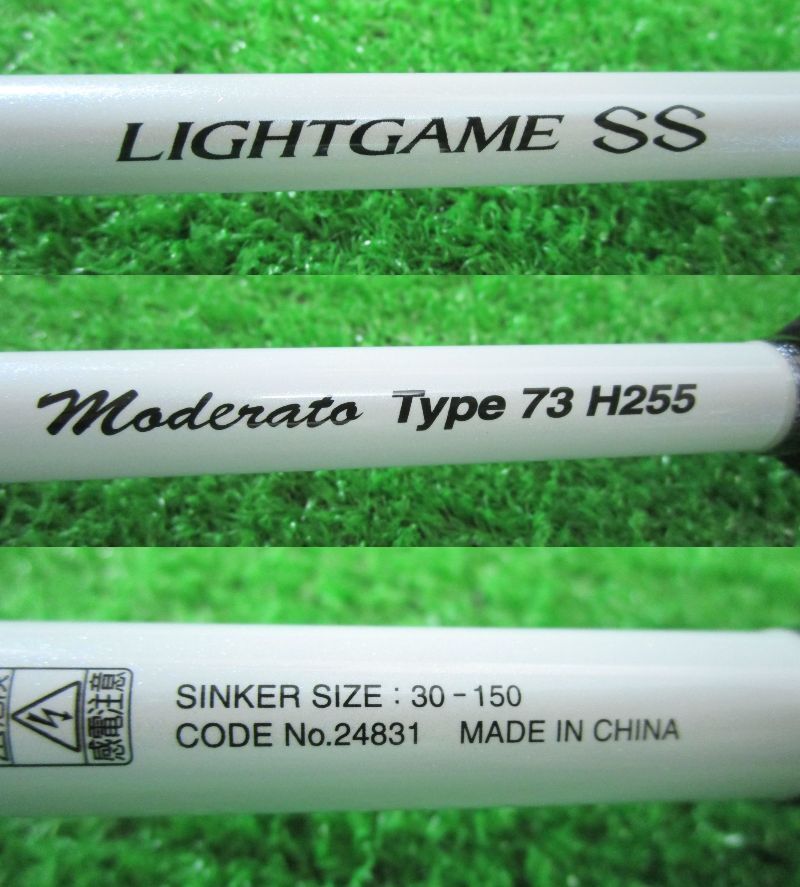 LIGHTGAME SS
Moderato Type 73 H255
感電注意
SINKER SIZE : 30 - 150
CODE No.24831 MADE IN CHINA